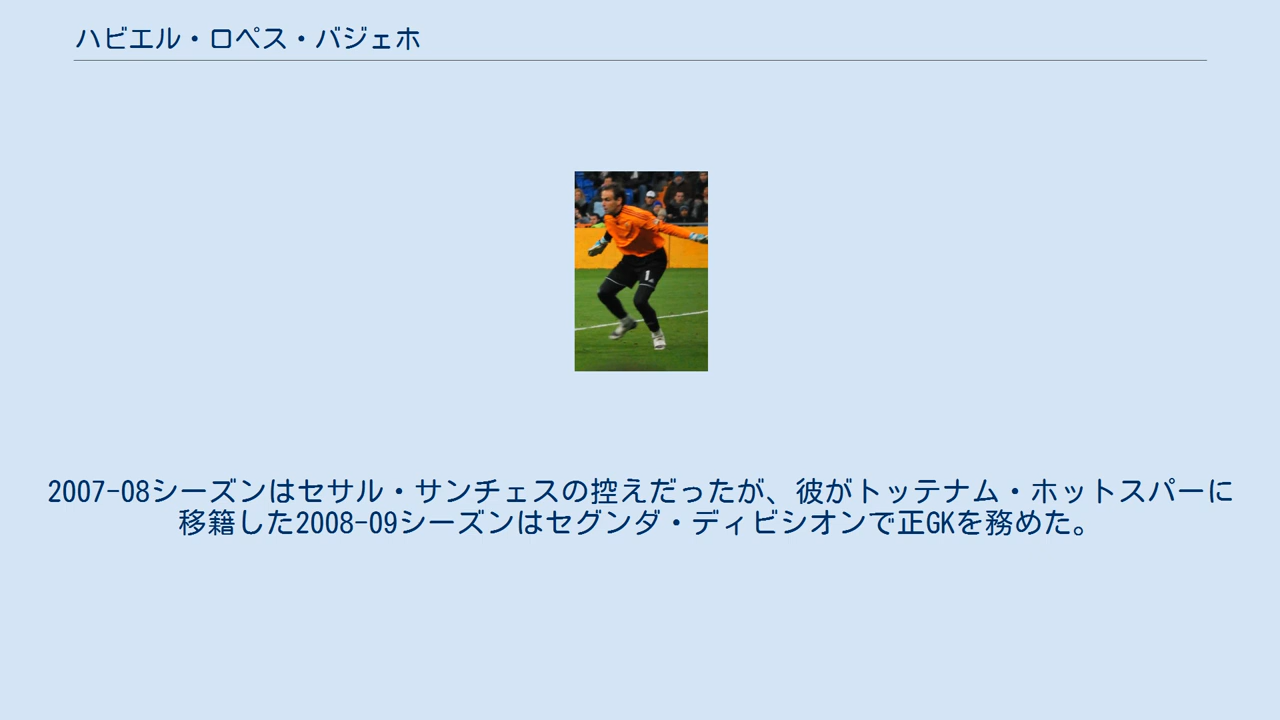 ハビエル・ロペス・バジェホ
1
2007-08シーズンはセサル・サンチェスの控えだったが、彼がトッテナム・ホットスパーに
移籍した2008-09シーズンはセグンダ・ディビシオンで正GKを務めた。